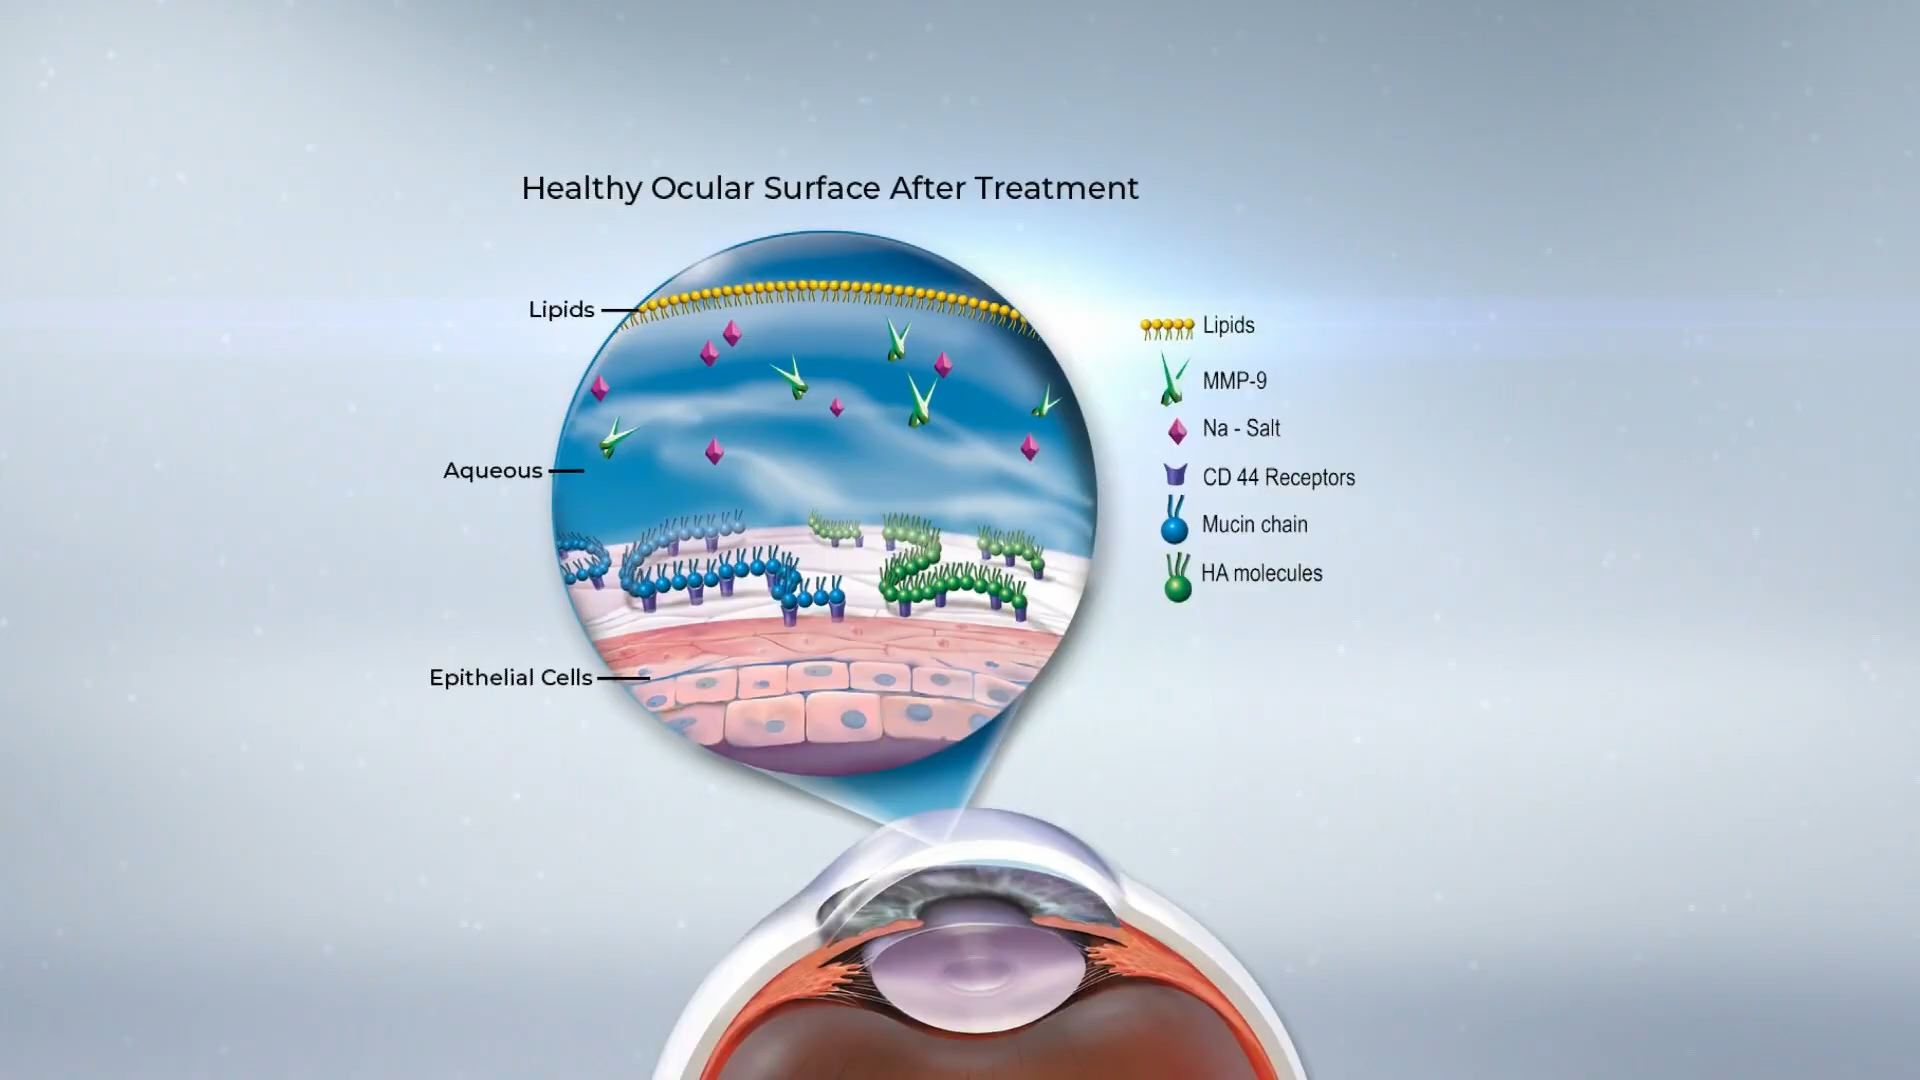 Healthy Ocular Surface After Treatment
Lipids
Aqueous
Epithelial Cells
Lipids
MMP-9
Na - Salt
CD 44 Receptors
Mucin chain
HA molecules